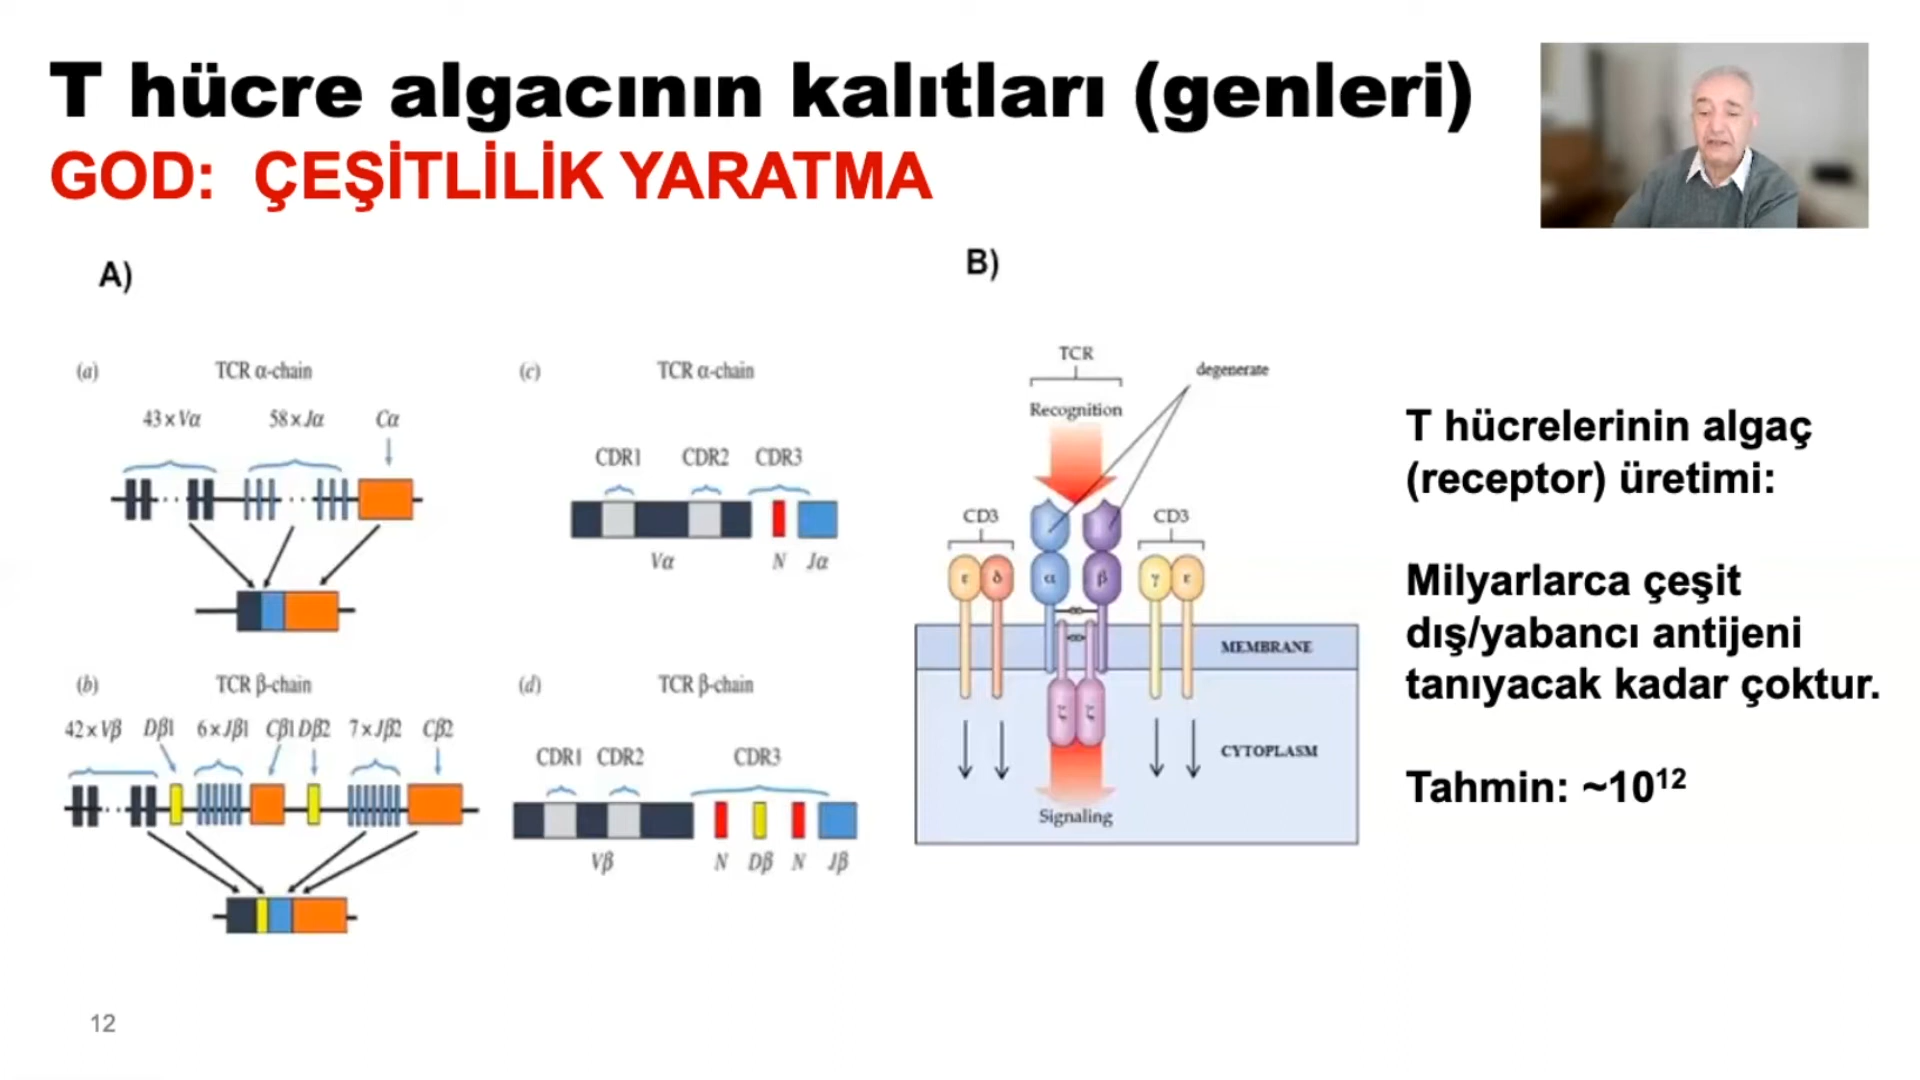 T hücre algacının kalıtları (genleri)
GOD: ÇEŞİTLİLİK YARATMA
A)
(a) TCR α-chain
43×Vα 58×Jα Cα
(c) TCR α-chain
CDR1 CDR2 CDR3
Vα N Jα
(b) TCR β-chain
42×Vβ Dβ1 6×Jβ1 Cβ1 Dβ2 7×Jβ2 Cβ2
(d) TCR β-chain
CDR1 CDR2 CDR3
Vβ N Dβ N Jβ
B)
TCR
degenerate
Recognition
CD3 CD3
ε δ α β γ ε
MEMBRANE
ζ ζ
CYTOPLASM
Signaling
T hücrelerinin algaç
(receptor) üretimi:
Milyarlarca çeşit
dış/yabancı antijeni
tanıyacak kadar çoktur.
Tahmin: ~10¹²
12